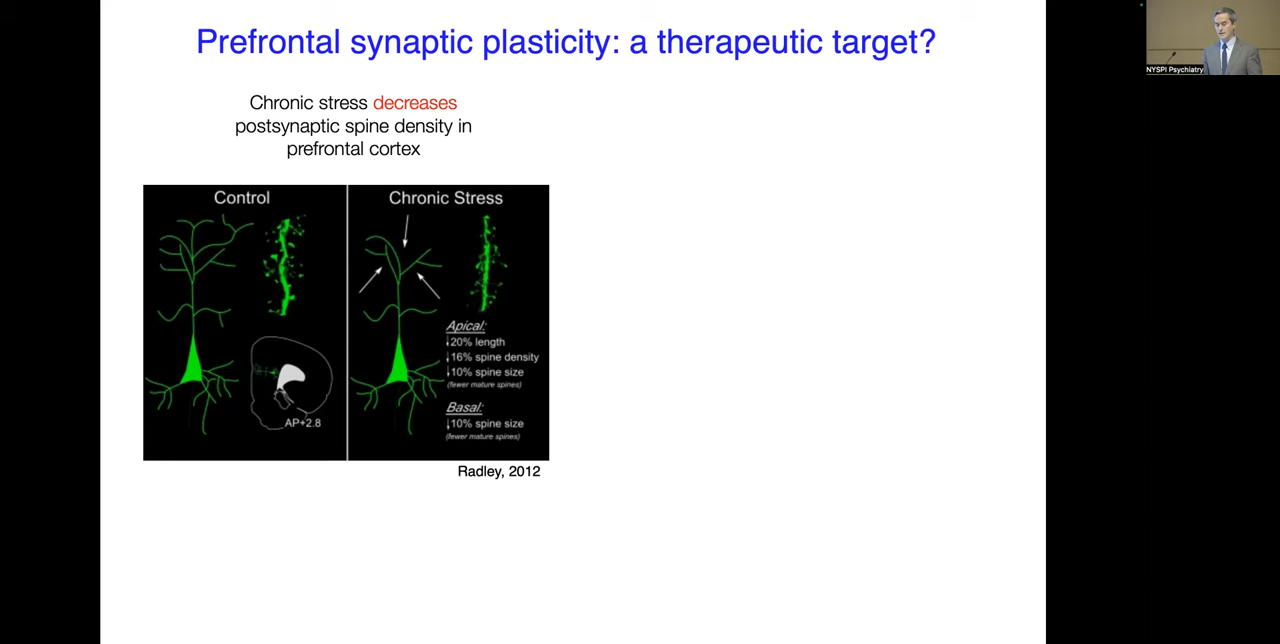 Prefrontal synaptic plasticity: a therapeutic target?
NYSPI Psychiatry
Chronic stress decreases
postsynaptic spine density in
prefrontal cortex
Control
Chronic Stress
Apical:
↓20% length
↓16% spine density
↓10% spine size
(fewer mature spines)
Basal:
↓10% spine size
(fewer mature spines)
AP+2.8
Radley, 2012